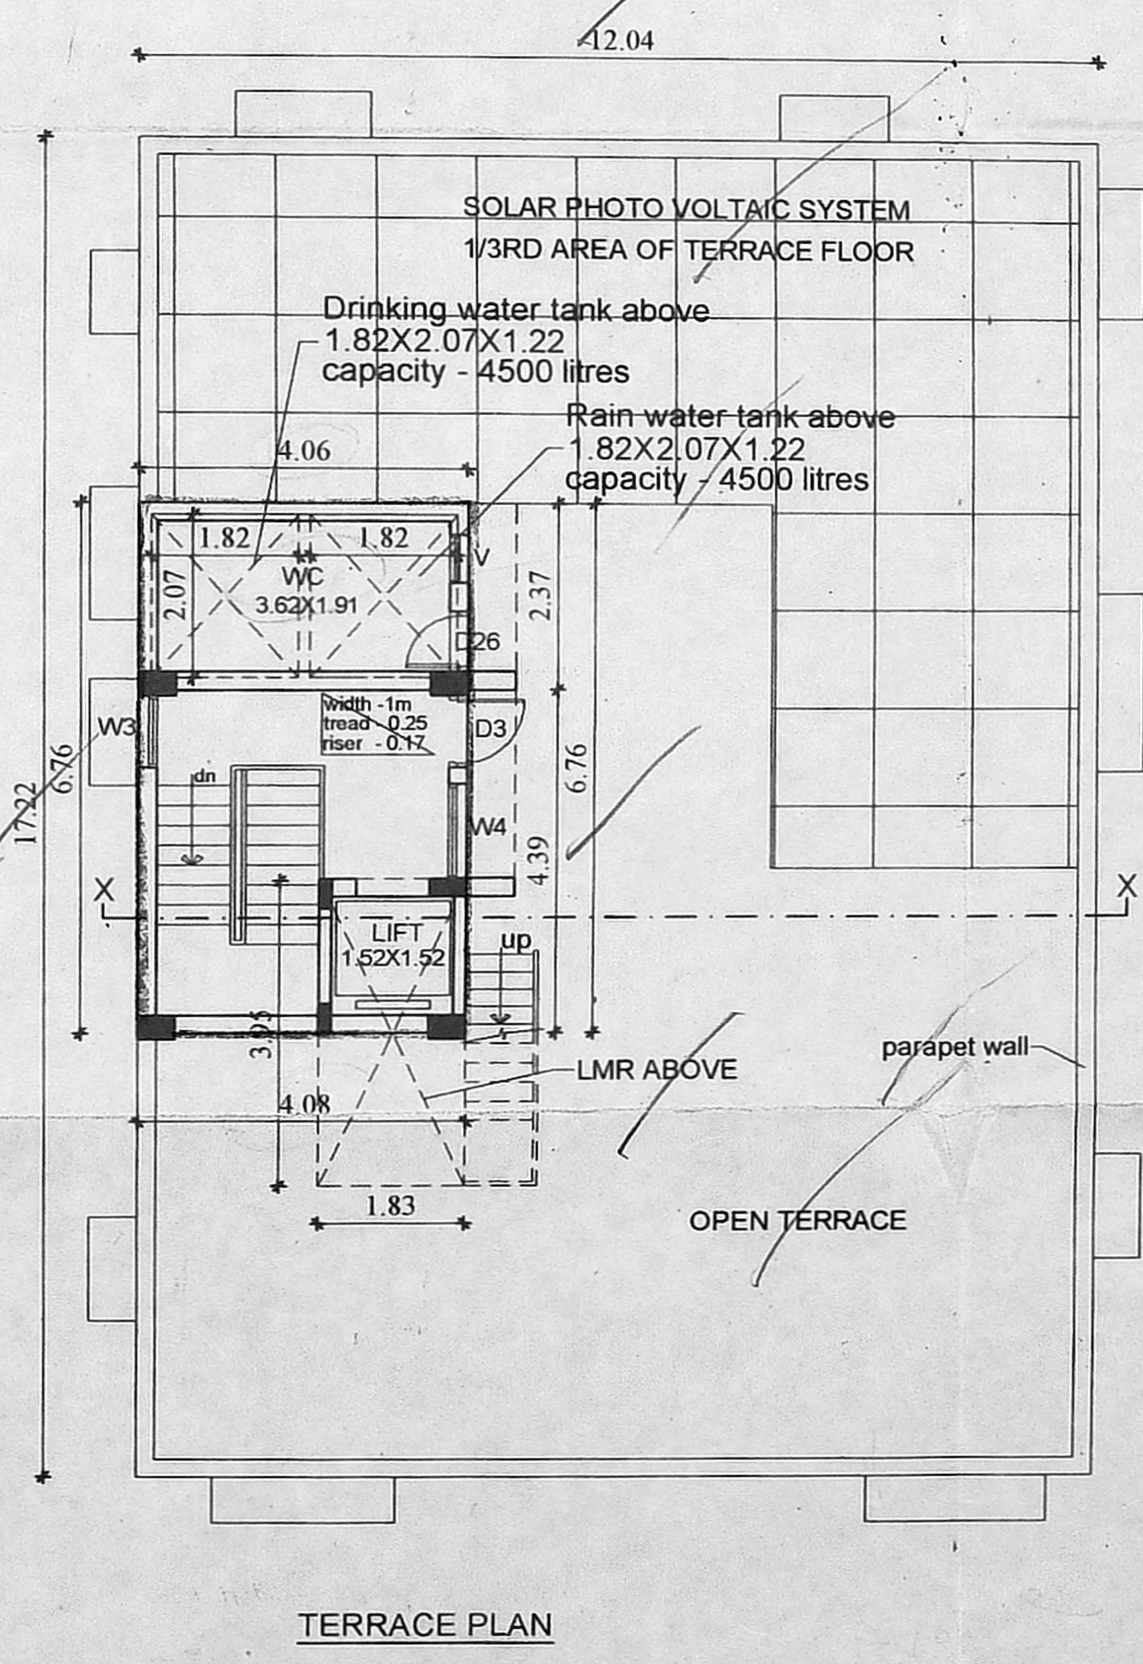 12.04
SOLAR PHOTO VOLTAIC SYSTEM
1/3RD AREA OF TERRACE FLOOR
Drinking water tank above
1.82X2.07X1.22
capacity - 4500 litres
Rain water tank above
1.82X2.07X1.22
capacity - 4500 litres
4.06
1.82
1.82
V
WC
3.62X1.91
2.07
2.37
D26
width -1m
tread - 0.25
riser - 0.17
W3
D3
6.76
6.76
dn
17.22
W4
4.39
X
X
LIFT
1.52X1.52
up
3.95
LMR ABOVE
parapet wall
4.08
1.83
OPEN TERRACE
TERRACE PLAN